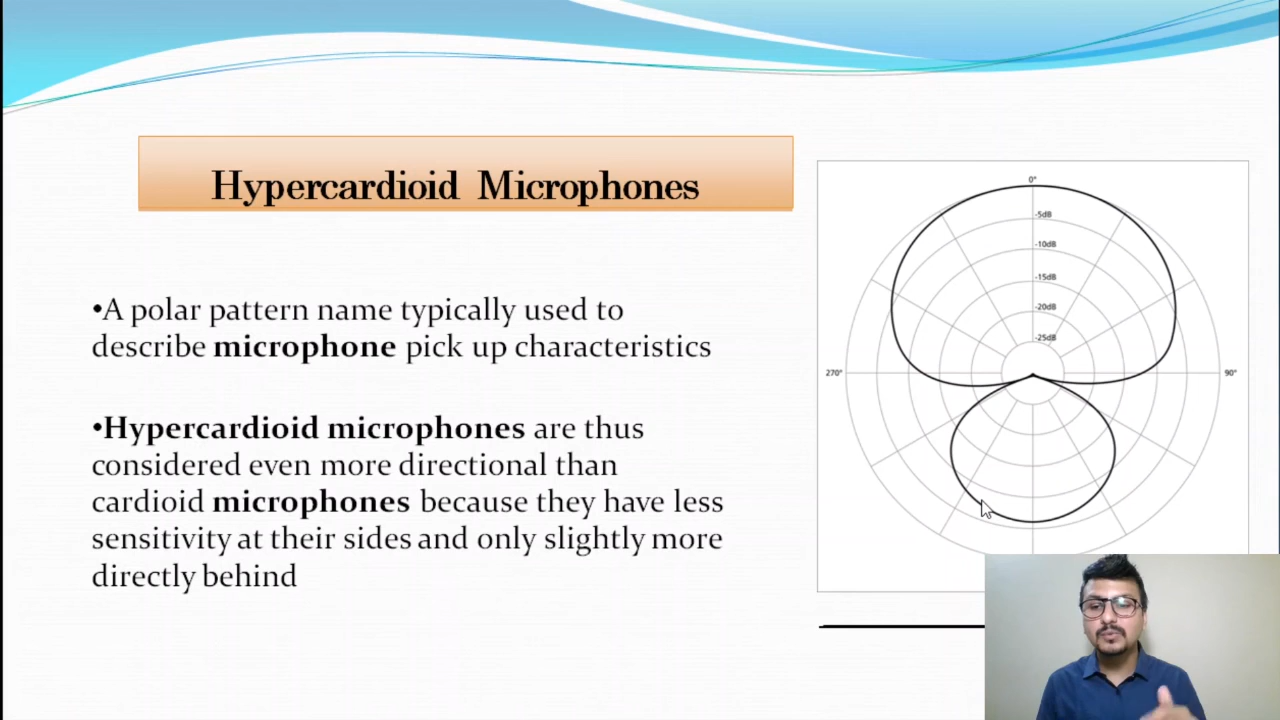 Hypercardioid Microphones
•A polar pattern name typically used to
describe microphone pick up characteristics
•Hypercardioid microphones are thus
considered even more directional than
cardioid microphones because they have less
sensitivity at their sides and only slightly more
directly behind
0°
-5dB
-10dB
-15dB
-20dB
-25dB
270°
90°